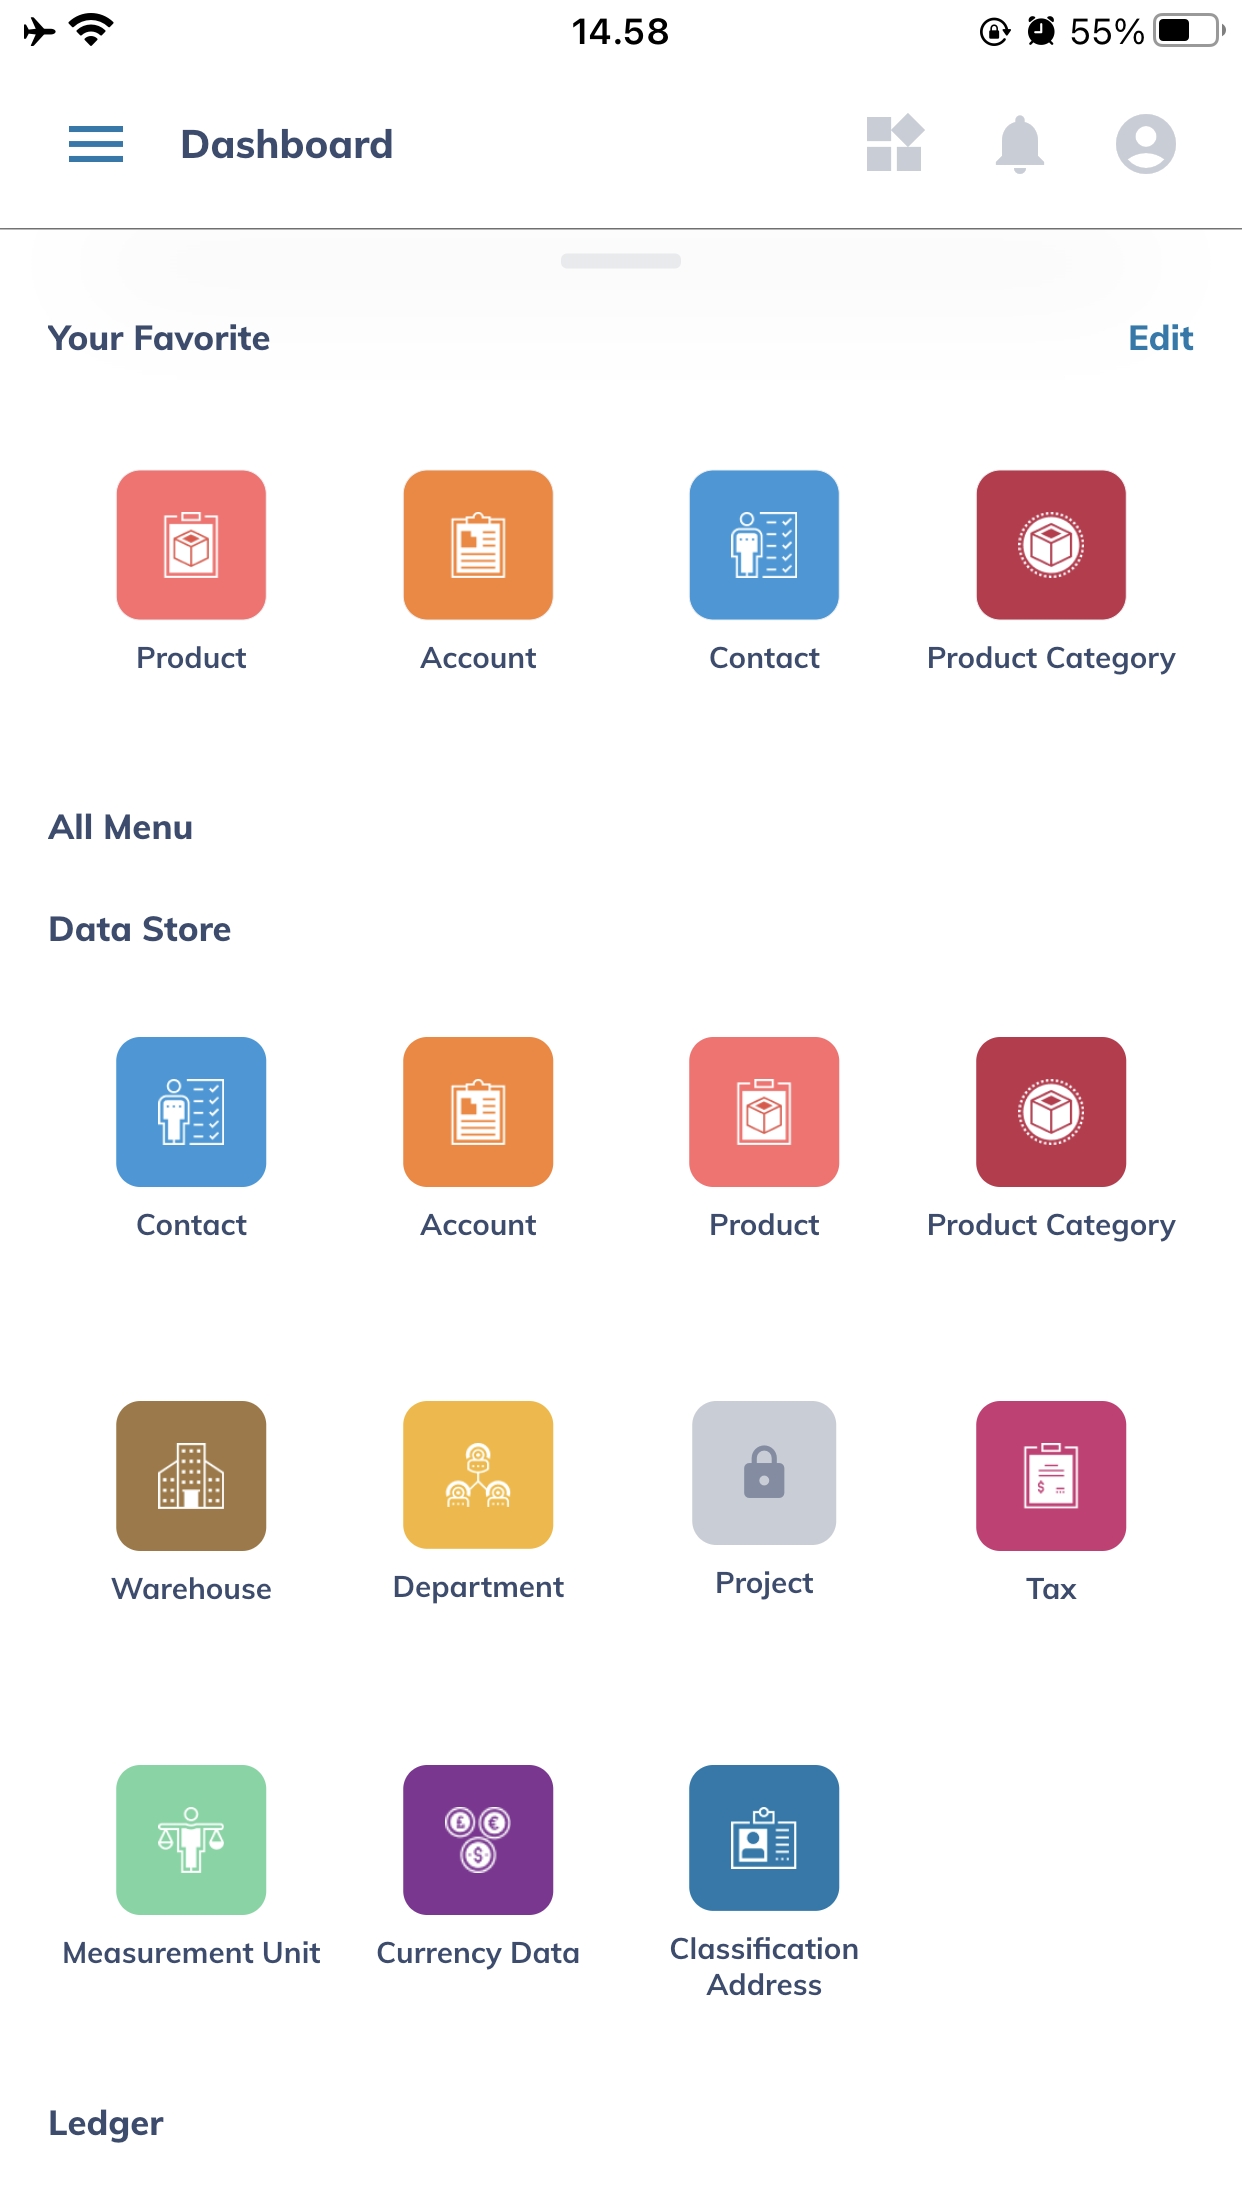 14.58
55%
Dashboard
Your Favorite
Edit
Product
Account
Contact
Product Category
All Menu
Data Store
Contact
Account
Product
Product Category
Warehouse
Department
Project
Tax
Measurement Unit
Currency Data
Classification
Address
Ledger